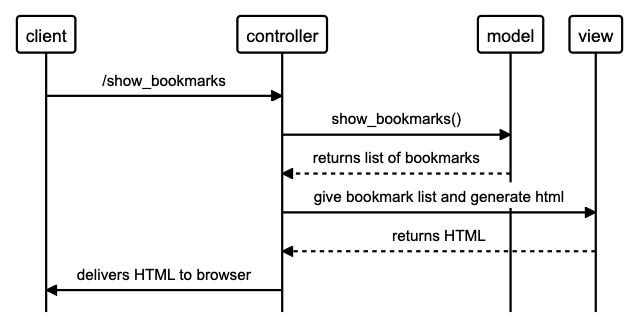 client
controller
model
view
/show_bookmarks
show_bookmarks()
returns list of bookmarks
give bookmark list and generate html
returns HTML
delivers HTML to browser